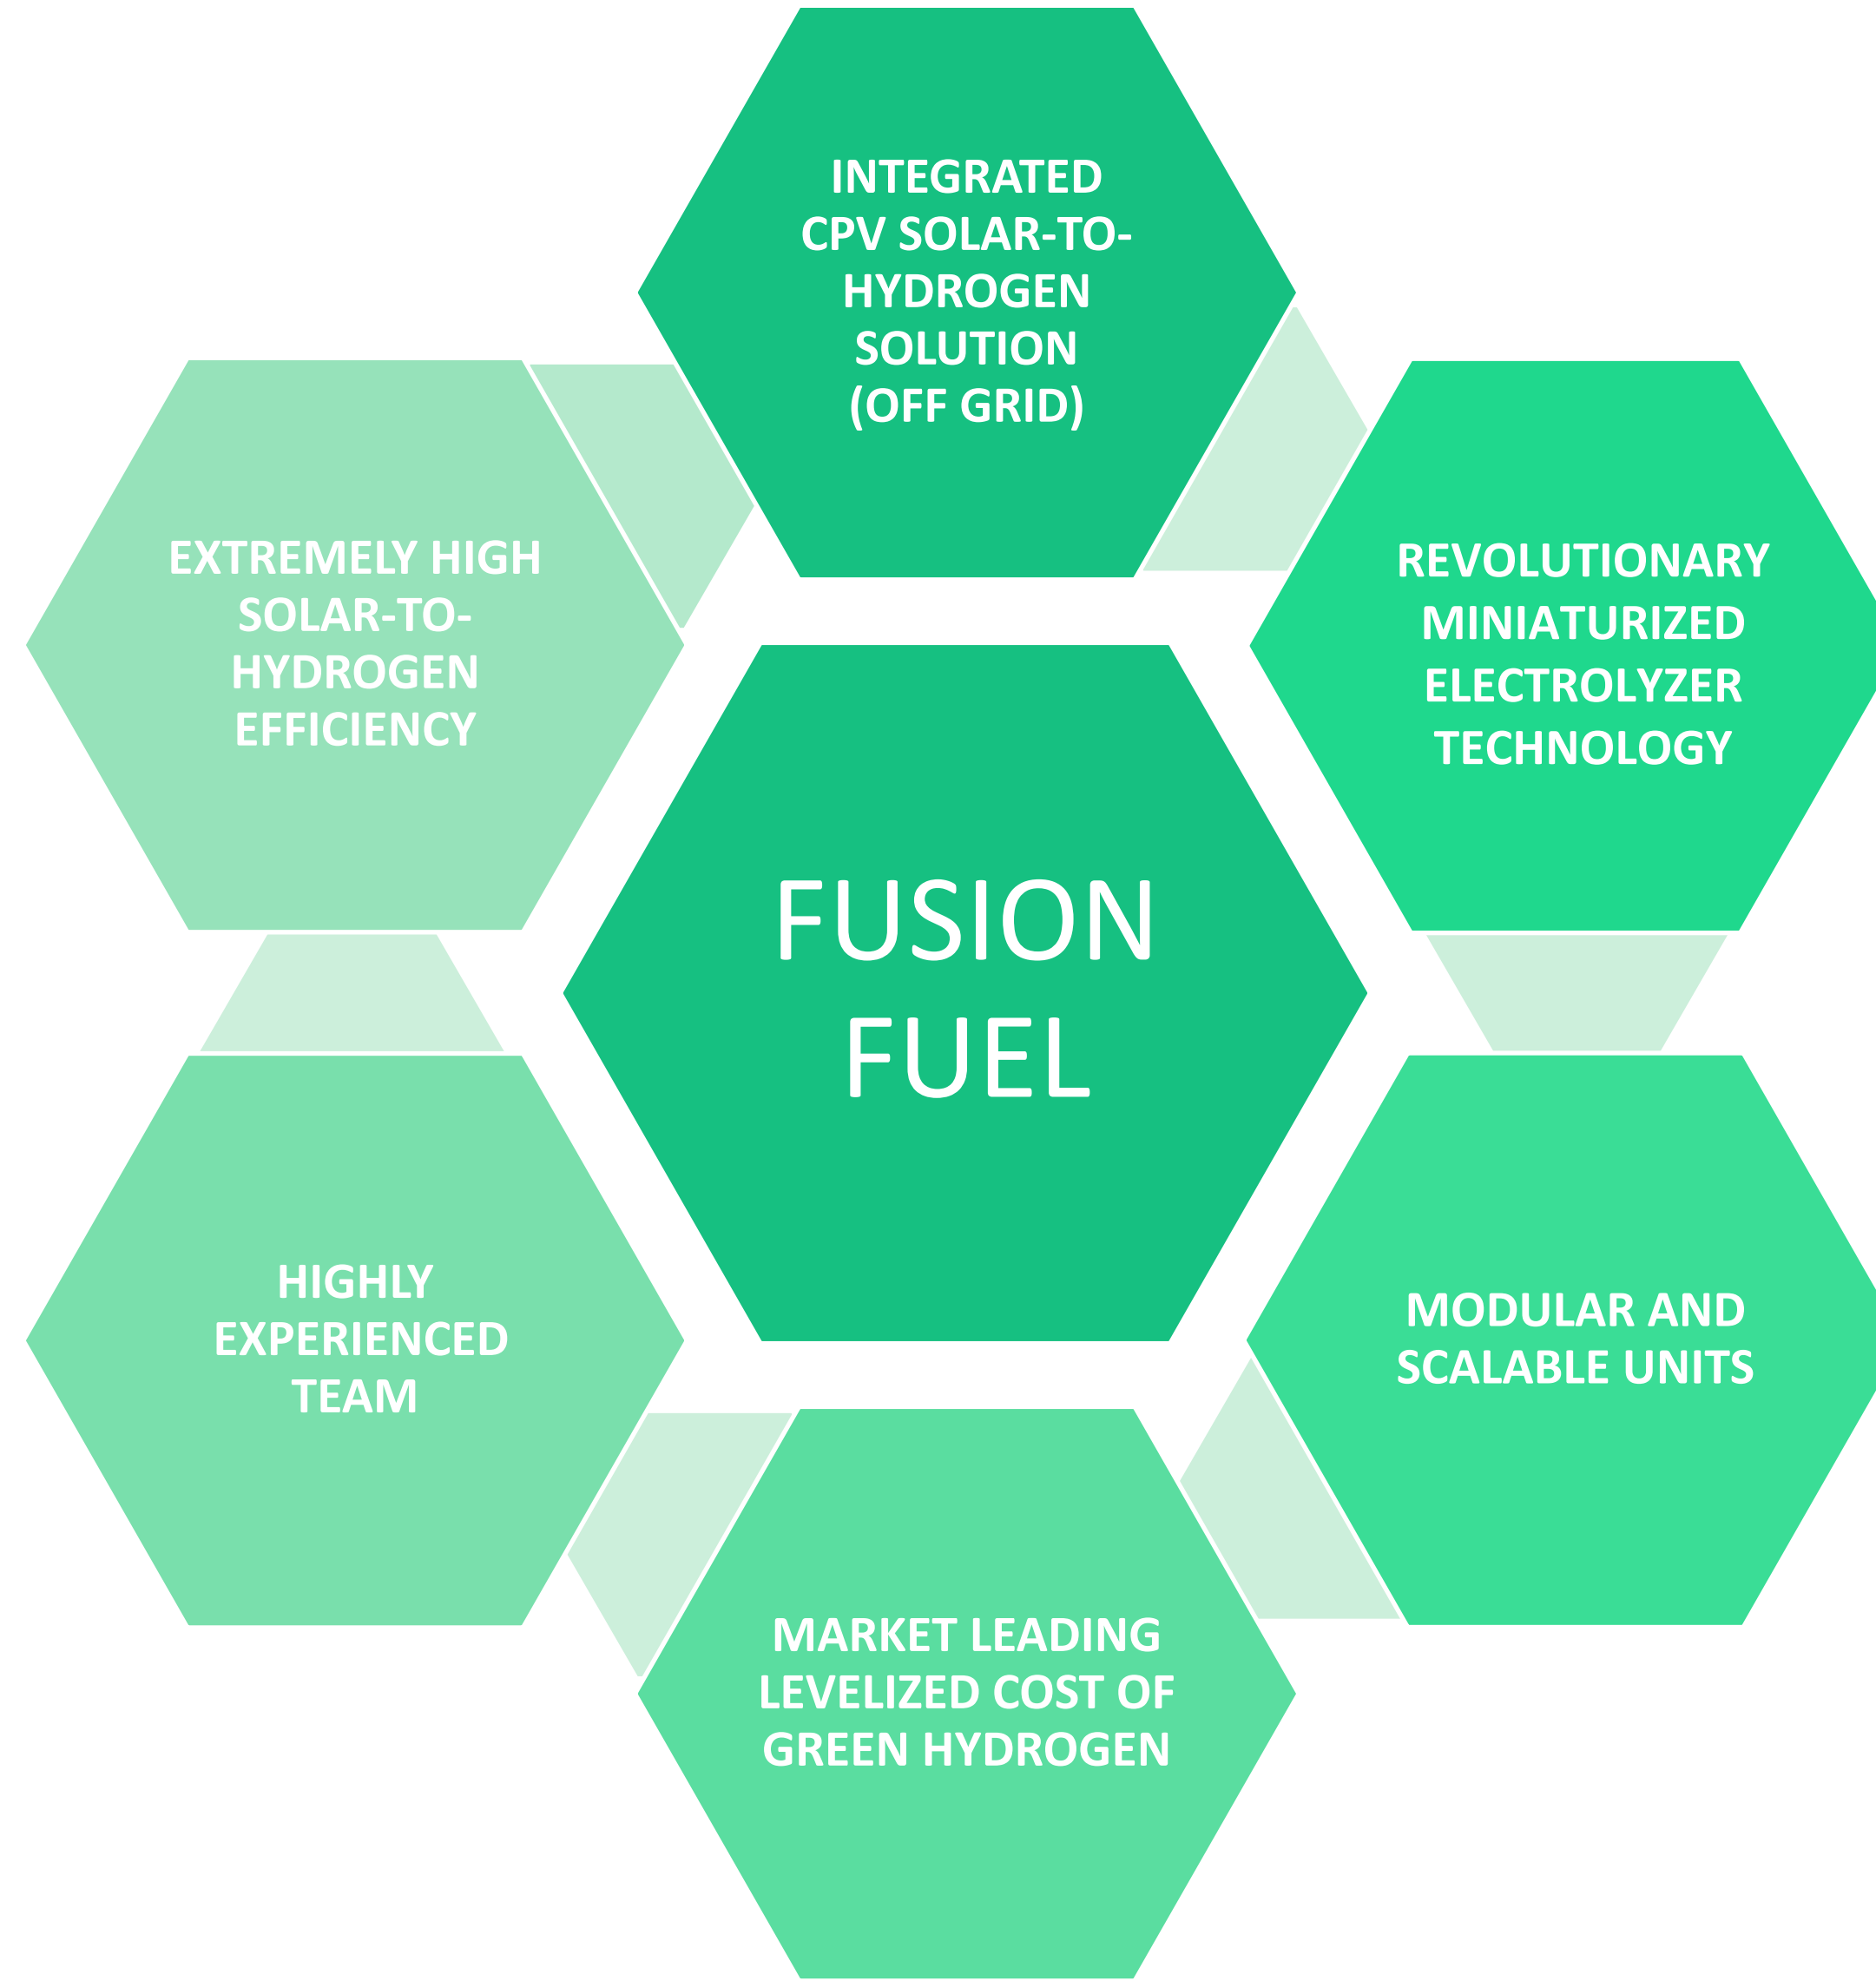 INTEGRATED
CPV SOLAR-TO-
HYDROGEN
SOLUTION
(OFF GRID)
EXTREMELY HIGH
SOLAR-TO-
HYDROGEN
EFFICIENCY
REVOLUTIONARY
MINIATURIZED
ELECTROLYZER
TECHNOLOGY
FUSION
FUEL
HIGHLY
EXPERIENCED
TEAM
MODULAR AND
SCALABLE UNITS
MARKET LEADING
LEVELIZED COST OF
GREEN HYDROGEN